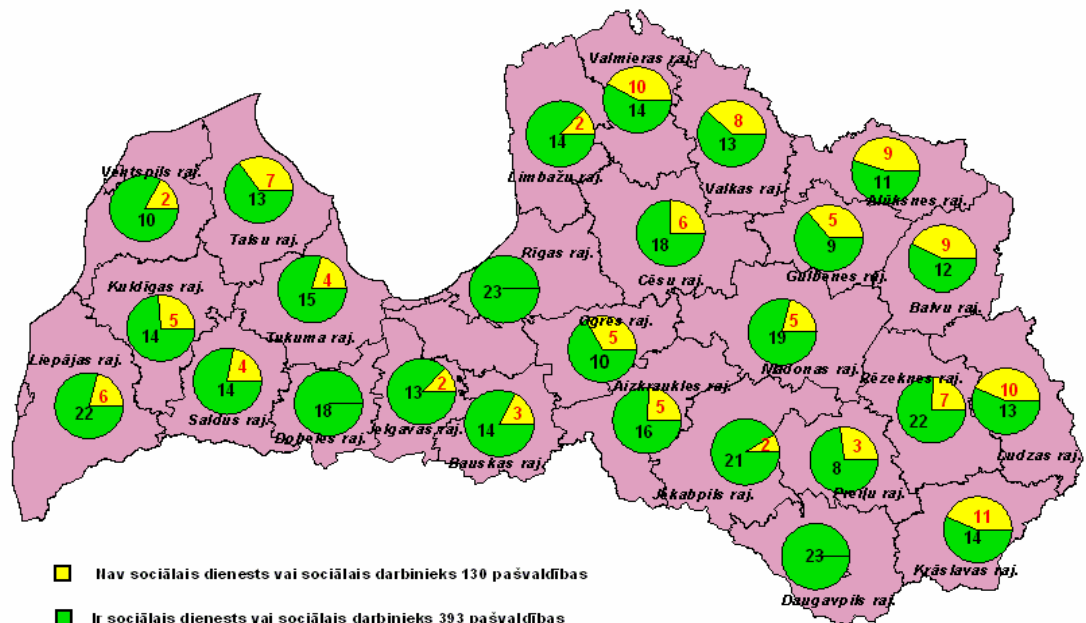 Valmieras raj.
10
14
2
14
Limbažu raj.
8
13
Valkas raj.
9
11
Alūksnes raj.
Ventspils raj.
2
10
7
13
Talsu raj.
6
18
Cēsu raj.
5
9
Gulbenes raj.
9
12
Balvu raj.
Rīgas raj.
23
4
15
Tukuma raj.
Kuldīgas raj.
5
14
Ogres raj.
5
10
5
19
Madonas raj.
Liepājas raj.
6
22
4
14
Saldus raj.
18
Dobeles raj.
2
13
Jelgavas raj.
3
14
Bauskas raj.
Aizkraukles raj.
5
16
Rēzeknes raj.
7
22
10
13
Ludzas raj.
2
21
Jēkabpils raj.
3
8
Preiļu raj.
11
14
Krāslavas raj.
23
Daugavpils raj.
Nav sociālais dienests vai sociālais darbinieks 130 pašvaldības
Ir sociālais dienests vai sociālais darbinieks 393 pašvaldības